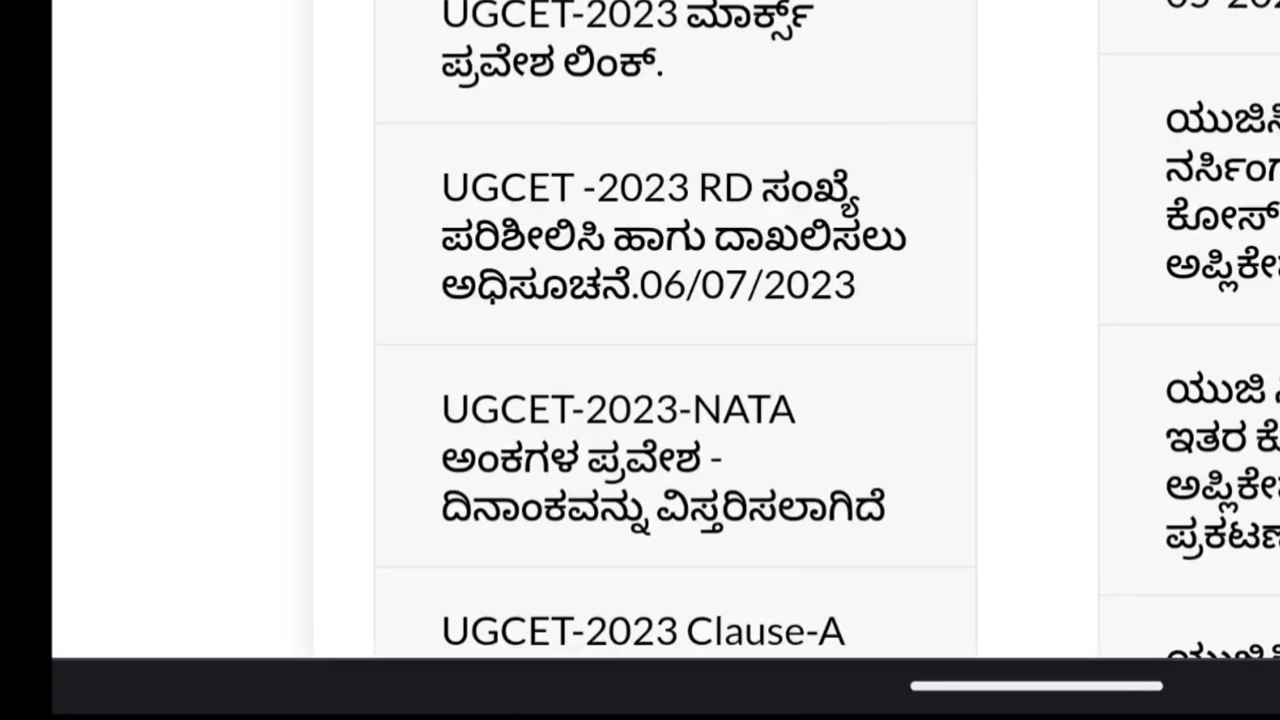 UGCET-2023 ಮಾರ್ಕ್ಸ್
ಪ್ರವೇಶ ಲಿಂಕ್.
UGCET -2023 RD ಸಂಖ್ಯೆ
ಪರಿಶೀಲಿಸಿ ಹಾಗು ದಾಖಲಿಸಲು
ಅಧಿಸೂಚನೆ.06/07/2023
UGCET-2023-NATA
ಅಂಕಗಳ ಪ್ರವೇಶ -
ದಿನಾಂಕವನ್ನು ವಿಸ್ತರಿಸಲಾಗಿದೆ
UGCET-2023 Clause-A
ಇತರ